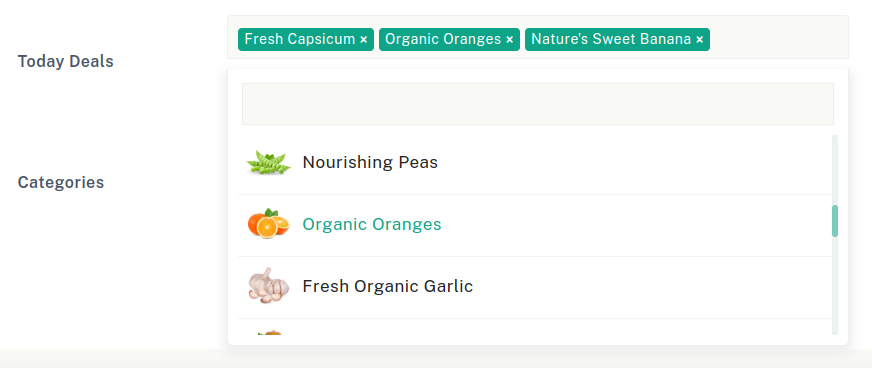 Today Deals
Fresh Capsicum × Organic Oranges × Nature's Sweet Banana ×
Categories
Nourishing Peas
Organic Oranges
Fresh Organic Garlic